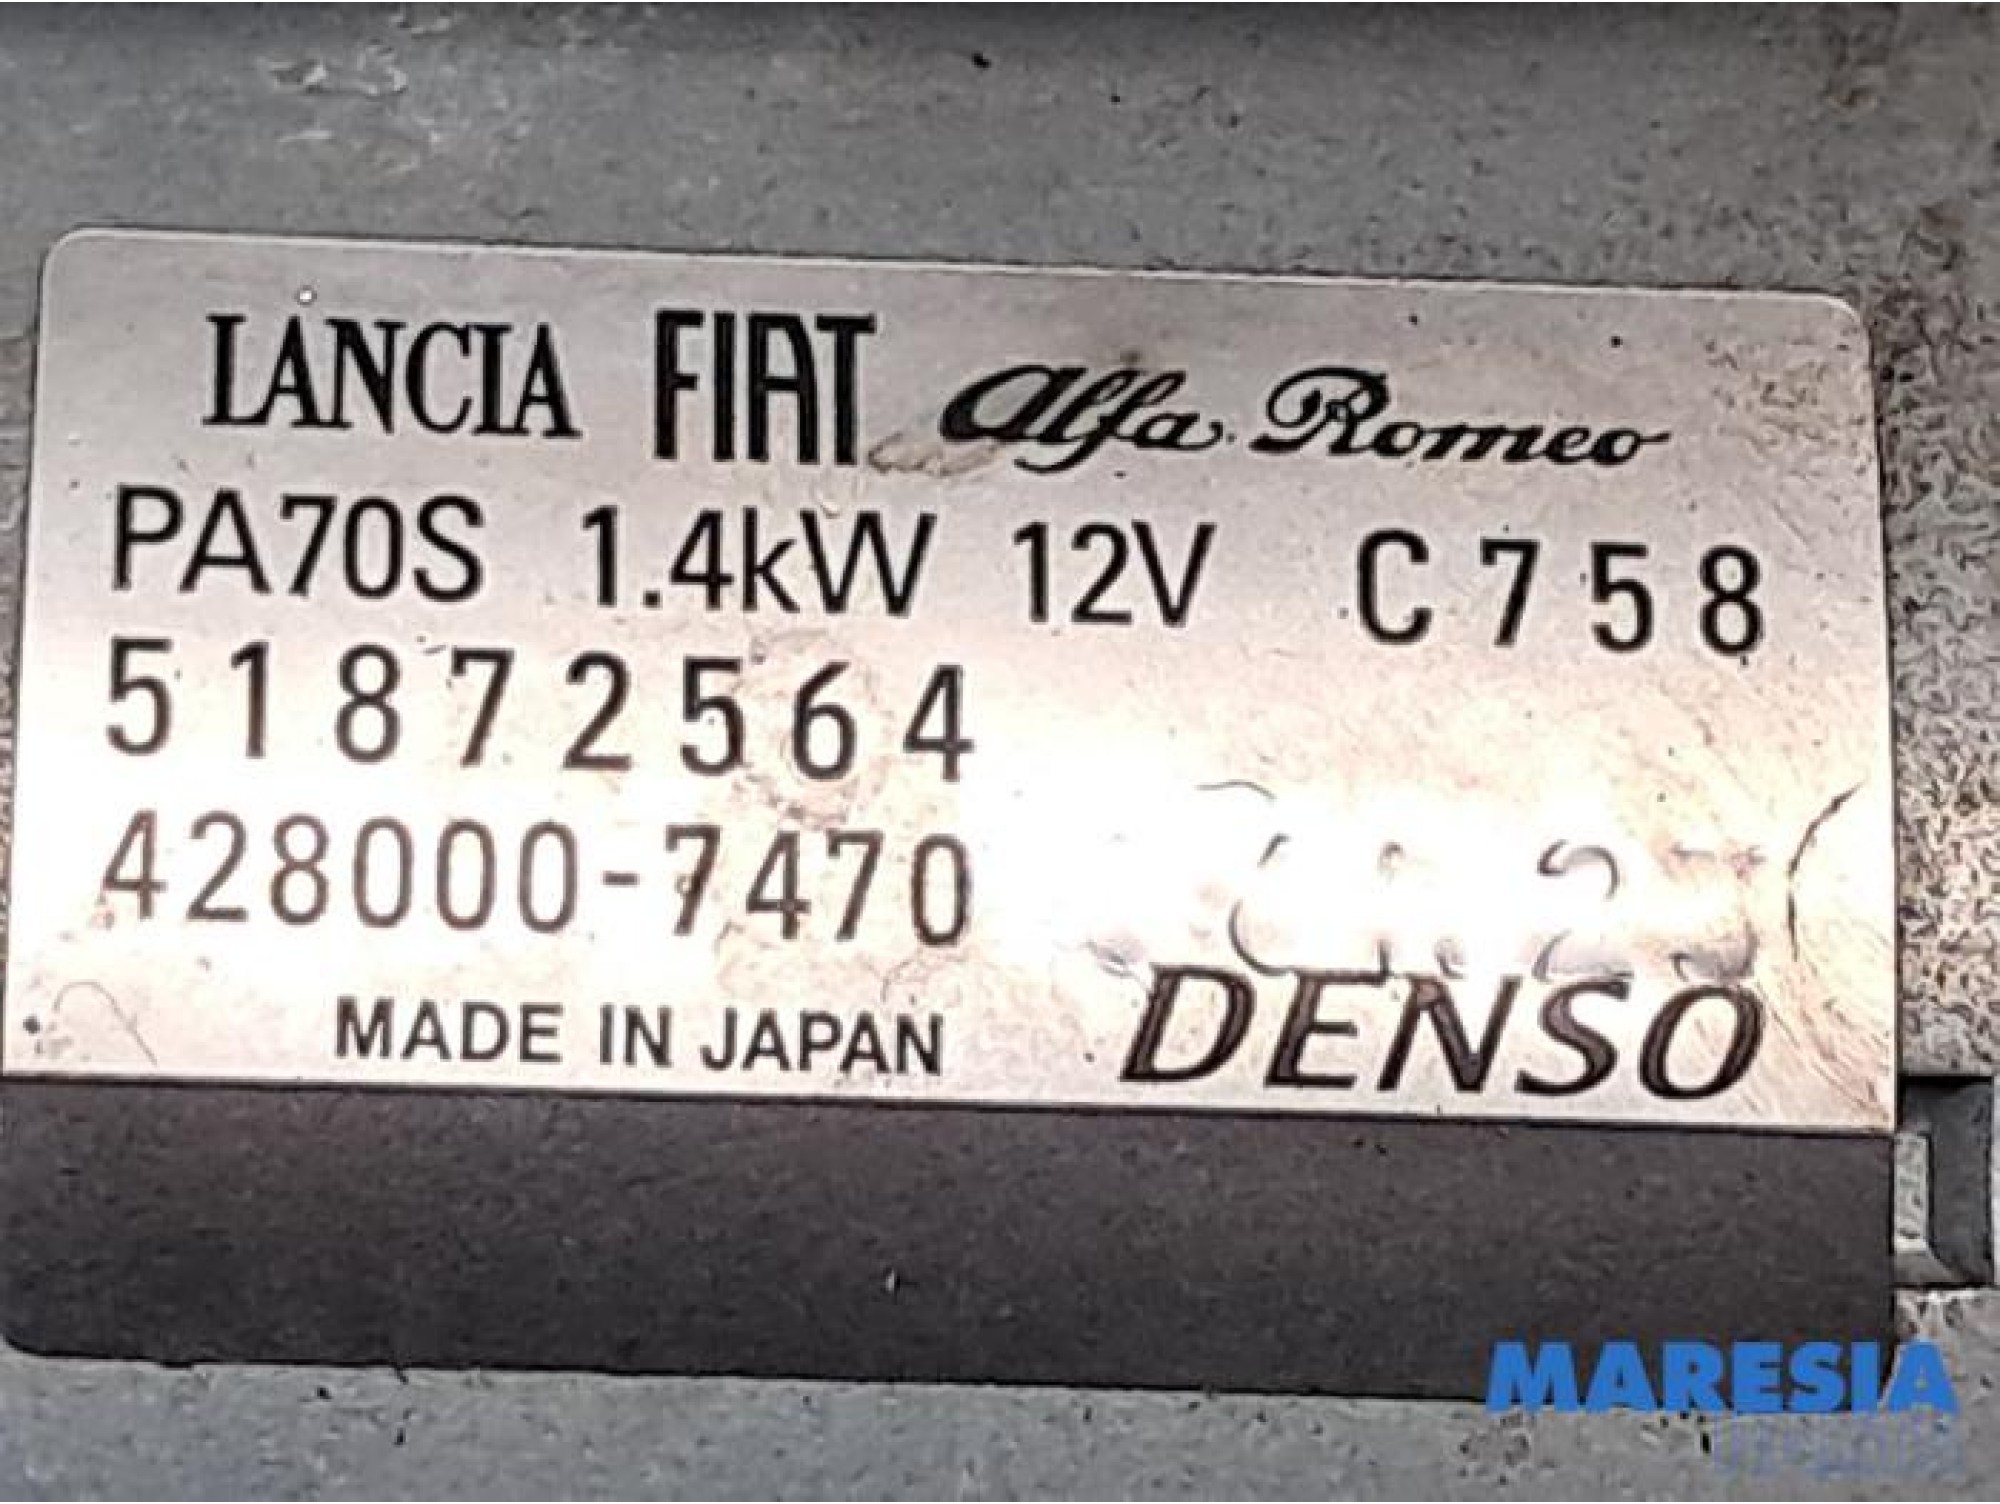 LANCIA FIAT Alfa Romeo
PA70S 1.4kW 12V C758
51872564
428000-7470
MADE IN JAPAN DENSO
MARESIA